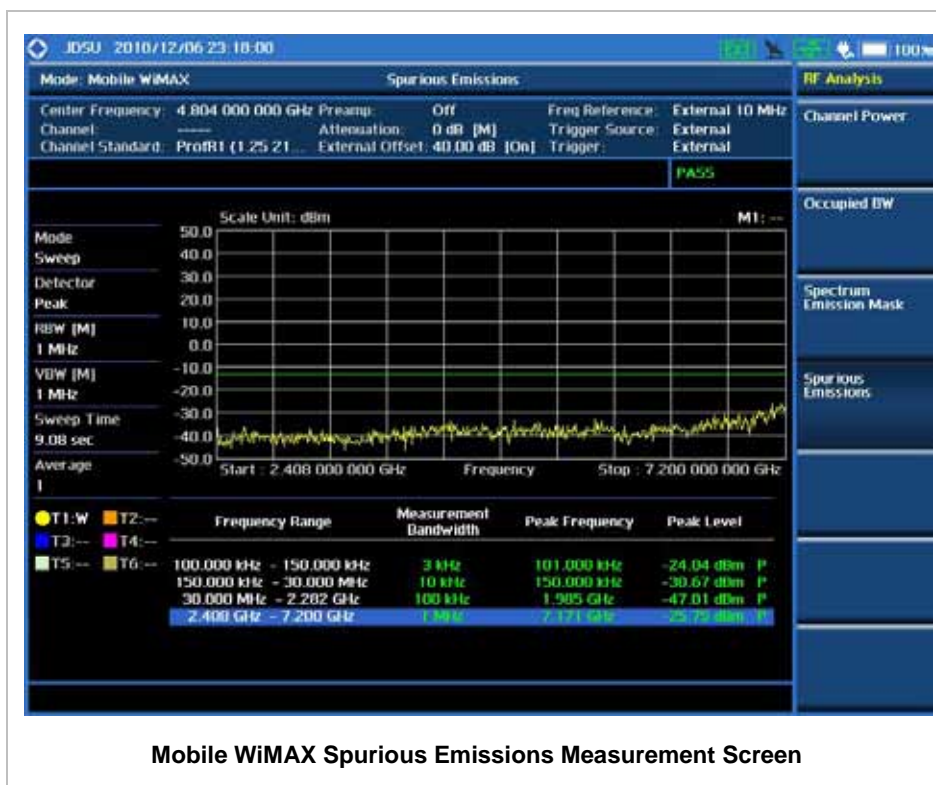 JDSU 2010/12/06 23:18:00 100%
Mode: Mobile WiMAX Spurious Emissions RF Analysis
Center Frequency: 4.804 000 000 GHz Preamp: Off Freq Reference: External 10 MHz
Channel: ----- Attenuation: 0 dB [M] Trigger Source: External
Channel Standard: ProfR1 (1.25 21... External Offset: 40.00 dB [On] Trigger: External
PASS
Channel Power
Occupied BW
Spectrum
Emission Mask
Spurious
Emissions
Scale Unit: dBm M1: --
Mode
Sweep
Detector
Peak
RBW [M]
1 MHz
VBW [M]
1 MHz
Sweep Time
9.08 sec
Average
1
50.0
40.0
30.0
20.0
10.0
0.0
-10.0
-20.0
-30.0
-40.0
-50.0
Start : 2.408 000 000 GHz Frequency Stop : 7.200 000 000 GHz
T1:W T2:--
T3:-- T4:--
T5:-- T6:--
Frequency Range Measurement Bandwidth Peak Frequency Peak Level
100.000 kHz - 150.000 kHz 3 kHz 101.000 kHz -24.04 dBm P
150.000 kHz - 30.000 MHz 10 kHz 150.000 kHz -30.67 dBm P
30.000 MHz - 2.282 GHz 100 kHz 1.985 GHz -47.01 dBm P
2.408 GHz - 7.200 GHz 1 MHz 7.171 GHz -25.79 dBm P
Mobile WiMAX Spurious Emissions Measurement Screen